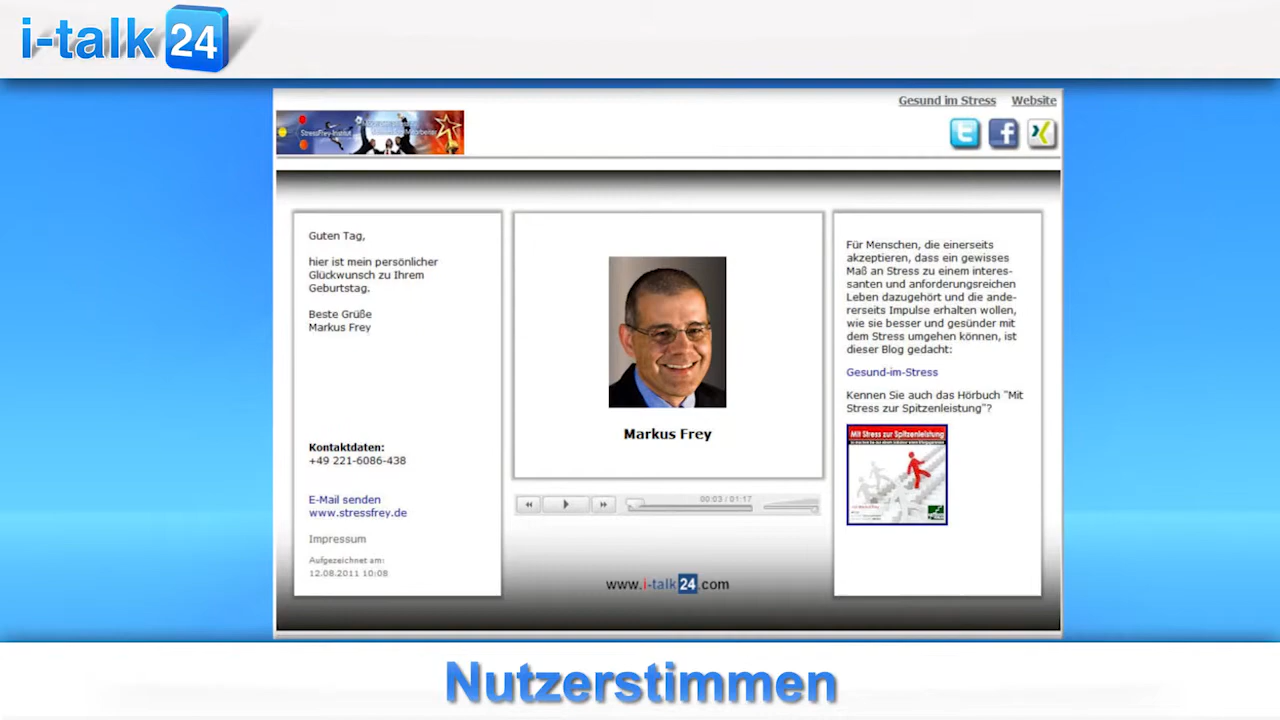 i-talk 24
Gesund im Stress Website
StressFrey-Institut
Guten Tag,
hier ist mein persönlicher
Glückwunsch zu Ihrem
Geburtstag.
Beste Grüße
Markus Frey
Kontaktdaten:
+49 221-6086-438
E-Mail senden
www.stressfrey.de
Impressum
Aufgezeichnet am:
12.08.2011 10:08
Markus Frey
00:03 / 01:17
www.i-talk24.com
Für Menschen, die einerseits
akzeptieren, dass ein gewisses
Maß an Stress zu einem interes-
santen und anforderungsreichen
Leben dazugehört und die ande-
rerseits Impulse erhalten wollen,
wie sie besser und gesünder mit
dem Stress umgehen können, ist
dieser Blog gedacht:
Gesund-im-Stress
Kennen Sie auch das Hörbuch "Mit
Stress zur Spitzenleistung"?
Mit Stress zur Spitzenleistung
Nutzerstimmen